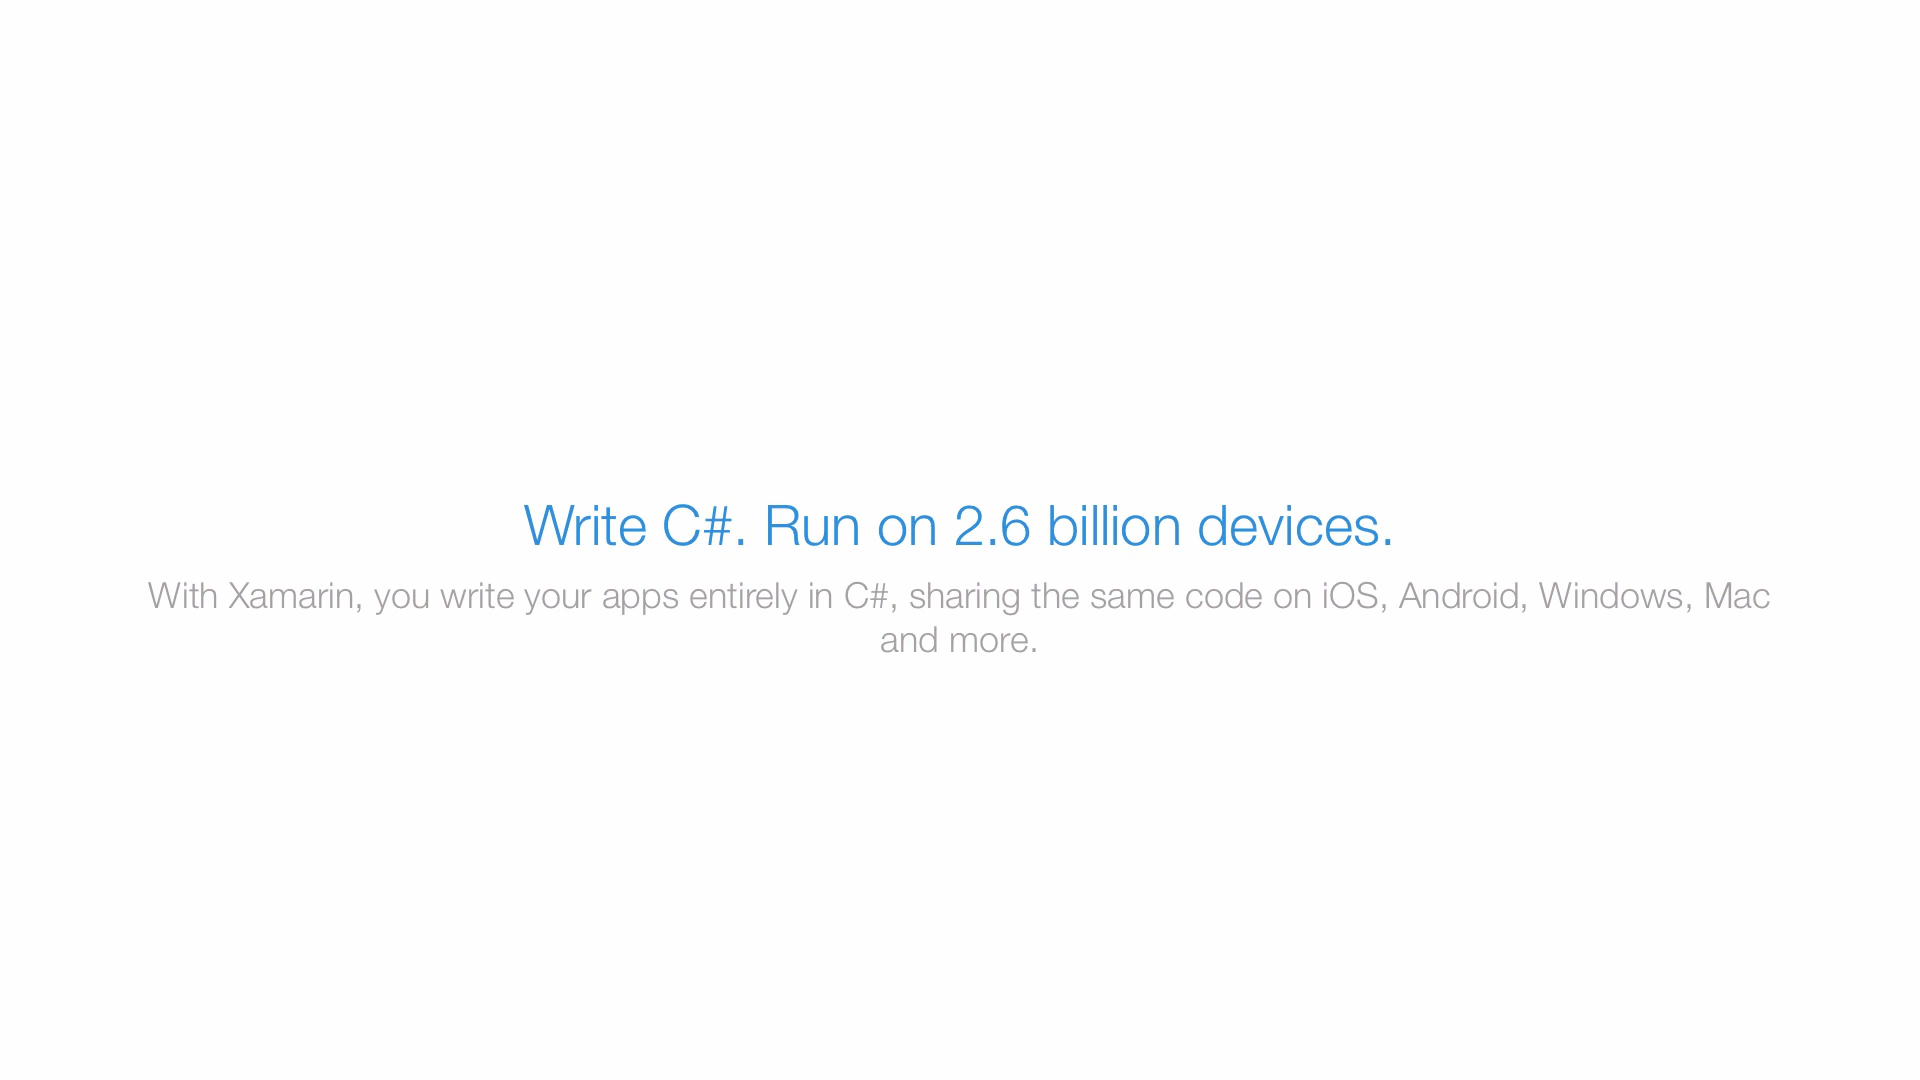 Write C#. Run on 2.6 billion devices.
With Xamarin, you write your apps entirely in C#, sharing the same code on iOS, Android, Windows, Mac
and more.